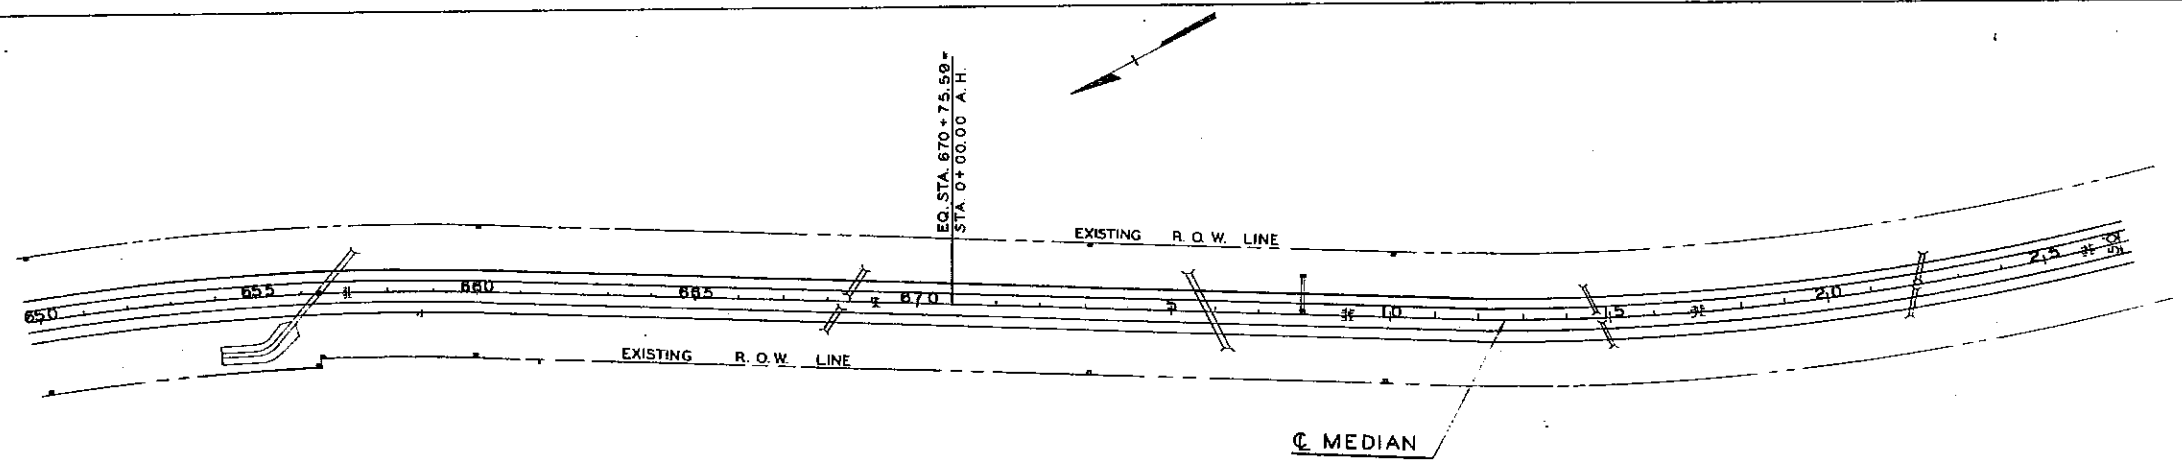 EQ. STA. 670+75.59=
STA. 0+00.00 A.H.
EXISTING R.O.W. LINE
650
655
660
665
670
5
10
15
20
25
EXISTING R.O.W. LINE
℄ MEDIAN